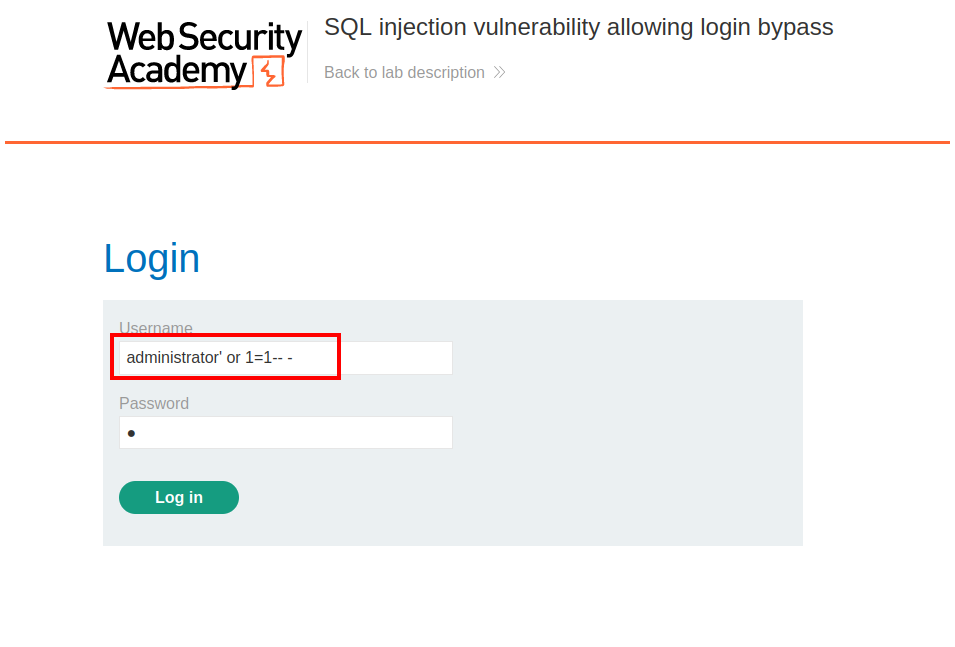 Web Security
Academy
SQL injection vulnerability allowing login bypass
Back to lab description
Login
Username
administrator' or 1=1-- -
Password
Log in